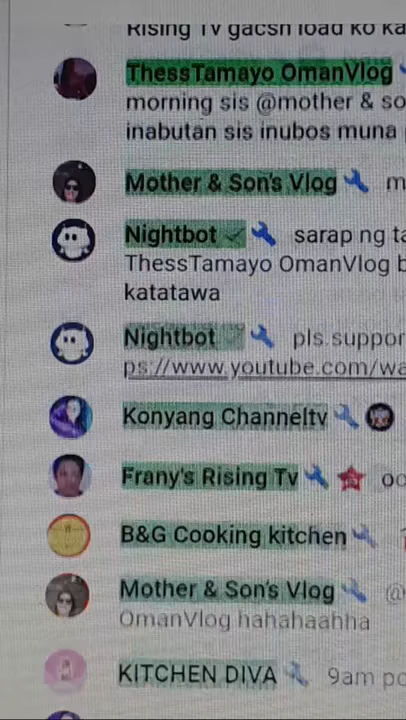 Rising Tv gacsh load ko ka
ThessTamayo OmanVlog
morning sis @mother & so
inabutan sis inubos muna
Mother & Son's Vlog m
Nightbot sarap ng ta
ThessTamayo OmanVlog b
katatawa
Nightbot pls.suppor
ps://www.youtube.com/wa
Konyang Channeltv
Frany's Rising Tv oo
B&G Cooking kitchen
Mother & Son's Vlog @
OmanVlog hahahaahha
KITCHEN DIVA 9am po